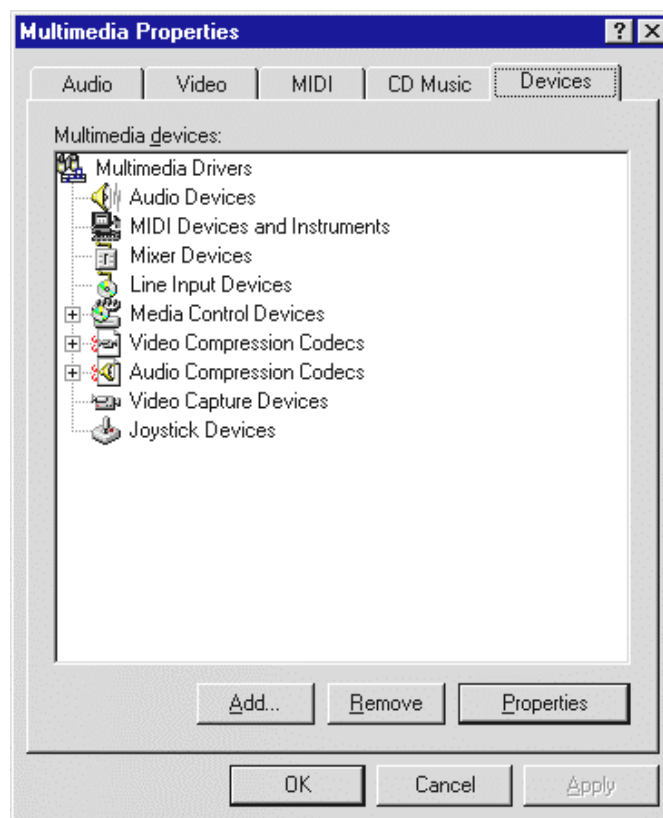 Multimedia Properties
Audio Video MIDI CD Music Devices
Multimedia devices:
Multimedia Drivers
Audio Devices
MIDI Devices and Instruments
Mixer Devices
Line Input Devices
Media Control Devices
Video Compression Codecs
Audio Compression Codecs
Video Capture Devices
Joystick Devices
Add... Remove Properties
OK Cancel Apply